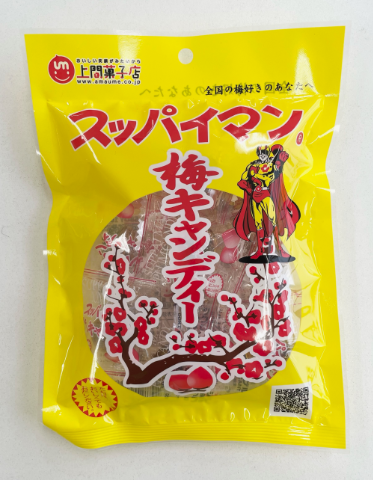 おいしい笑顔がみたいから
上間菓子店
www.amaume.co.jp
全国の梅好きのあなたへ
スッパイマン
梅キャンディー